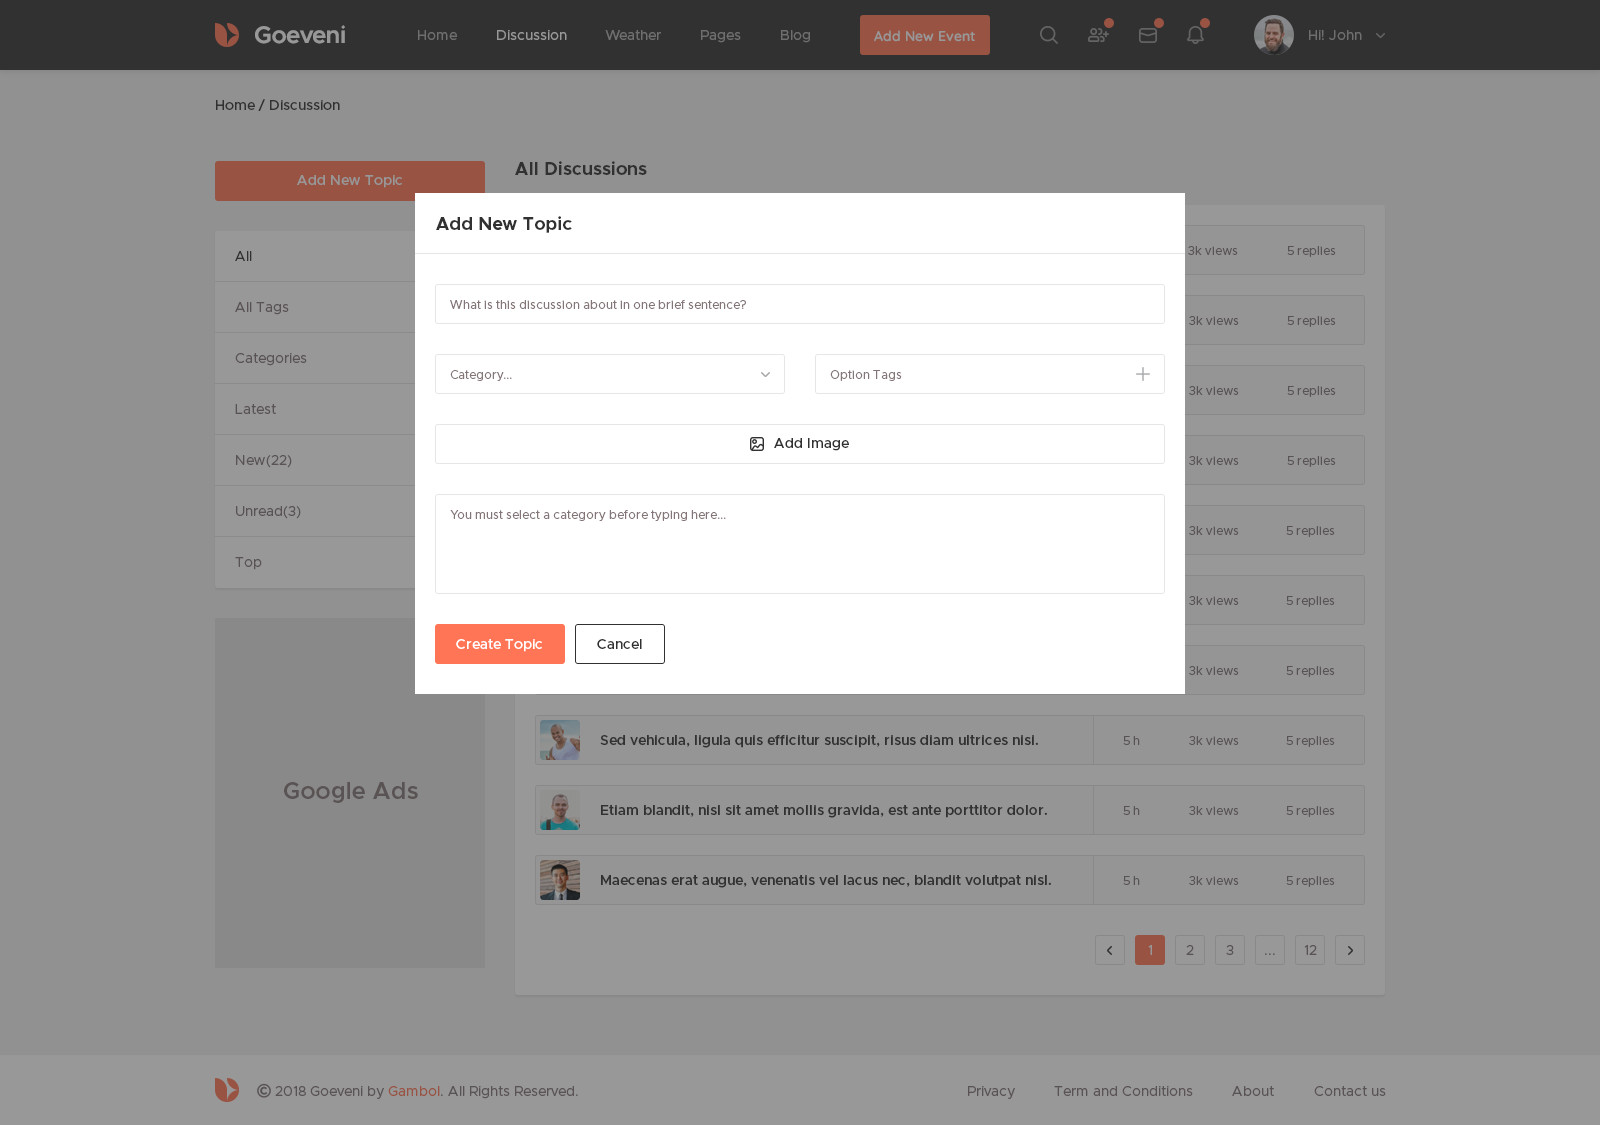 Goeveni
Home
Discussion
Weather
Pages
Blog
Add New Event
Hi! John
Home / Discussion
Add New Topic
All
All Tags
Categories
Latest
New(22)
Unread(3)
Top
Google Ads
All Discussions
3k views 5 replies
3k views 5 replies
3k views 5 replies
3k views 5 replies
3k views 5 replies
3k views 5 replies
3k views 5 replies
Add New Topic
What is this discussion about in one brief sentence?
Category...
Option Tags
Add Image
You must select a category before typing here...
Create Topic
Cancel
Sed vehicula, ligula quis efficitur suscipit, risus diam ultrices nisi. 5 h 3k views 5 replies
Etiam blandit, nisl sit amet mollis gravida, est ante porttitor dolor. 5 h 3k views 5 replies
Maecenas erat augue, venenatis vel lacus nec, blandit volutpat nisl. 5 h 3k views 5 replies
1 2 3 ... 12
© 2018 Goeveni by Gambol. All Rights Reserved.
Privacy
Term and Conditions
About
Contact us